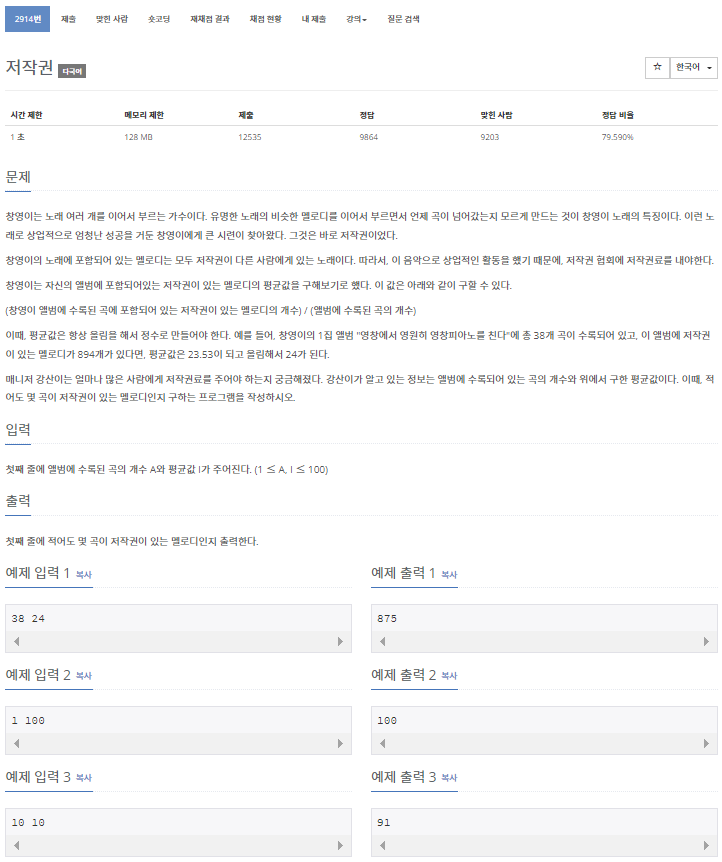 2914번 제출 맞힌 사람 숏코딩 재채점 결과 채점 현황 내 제출 강의 질문 검색
저작권 다국어
☆ 한국어
시간 제한 메모리 제한 제출 정답 맞힌 사람 정답 비율
1 초 128 MB 12535 9864 9203 79.590%
문제
창영이는 노래 여러 개를 이어서 부르는 가수이다. 유명한 노래의 비슷한 멜로디를 이어서 부르면서 언제 곡이 넘어갔는지 모르게 만드는 것이 창영이 노래의 특징이다. 이런 노
래로 상업적으로 엄청난 성공을 거둔 창영이에게 큰 시련이 찾아왔다. 그것은 바로 저작권이었다.
창영이의 노래에 포함되어 있는 멜로디는 모두 저작권이 다른 사람에게 있는 노래이다. 따라서, 이 음악으로 상업적인 활동을 했기 때문에, 저작권 협회에 저작권료를 내야한다.
창영이는 자신의 앨범에 포함되어있는 저작권이 있는 멜로디의 평균값을 구해보기로 했다. 이 값은 아래와 같이 구할 수 있다.
(창영이 앨범에 수록된 곡에 포함되어 있는 저작권이 있는 멜로디의 개수) / (앨범에 수록된 곡의 개수)
이때, 평균값은 항상 올림을 해서 정수로 만들어야 한다. 예를 들어, 창영이의 1집 앨범 "영창에서 영원히 영창피아노를 친다"에 총 38개 곡이 수록되어 있고, 이 앨범에 저작권
이 있는 멜로디가 894개가 있다면, 평균값은 23.53이 되고 올림해서 24가 된다.
매니저 강산이는 얼마나 많은 사람에게 저작권료를 주어야 하는지 궁금해졌다. 강산이가 알고 있는 정보는 앨범에 수록되어 있는 곡의 개수와 위에서 구한 평균값이다. 이때, 적
어도 몇 곡이 저작권이 있는 멜로디인지 구하는 프로그램을 작성하시오.
입력
첫째 줄에 앨범에 수록된 곡의 개수 A와 평균값 I가 주어진다. (1 ≤ A, I ≤ 100)
출력
첫째 줄에 적어도 몇 곡이 저작권이 있는 멜로디인지 출력한다.
예제 입력 1 복사 예제 출력 1 복사
38 24 875
예제 입력 2 복사 예제 출력 2 복사
1 100 100
예제 입력 3 복사 예제 출력 3 복사
10 10 91